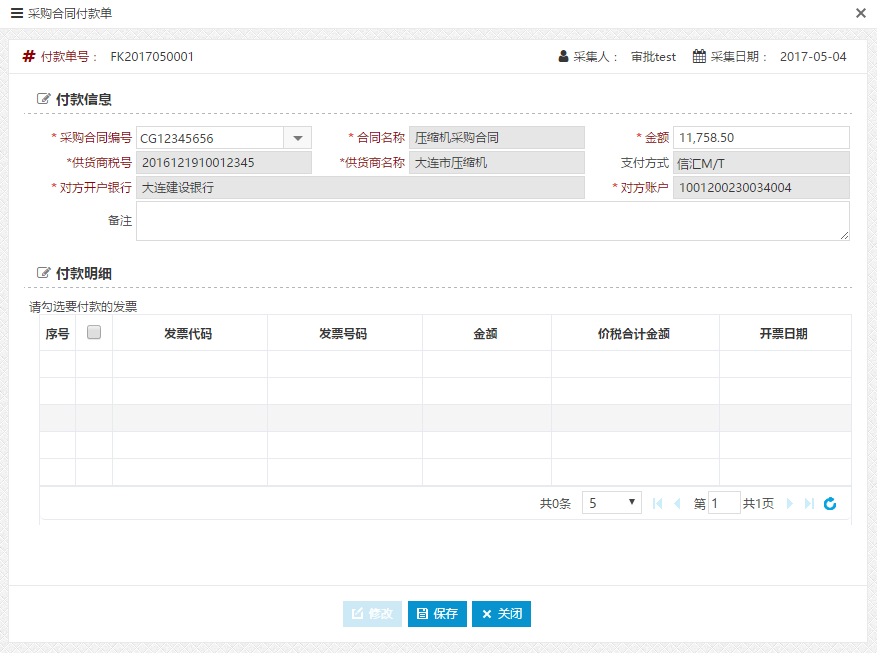 采购合同付款单
# 付款单号： FK2017050001 采集人： 审批test 采集日期： 2017-05-04
付款信息
* 采购合同编号 CG12345656 * 合同名称 压缩机采购合同 * 金额 11,758.50
*供货商税号 2016121910012345 *供货商名称 大连市压缩机 支付方式 信汇M/T
* 对方开户银行 大连建设银行 * 对方账户 1001200230034004
备注
付款明细
请勾选要付款的发票
序号 发票代码 发票号码 金额 价税合计金额 开票日期
共0条 5 第 1 共1页
修改 保存 关闭